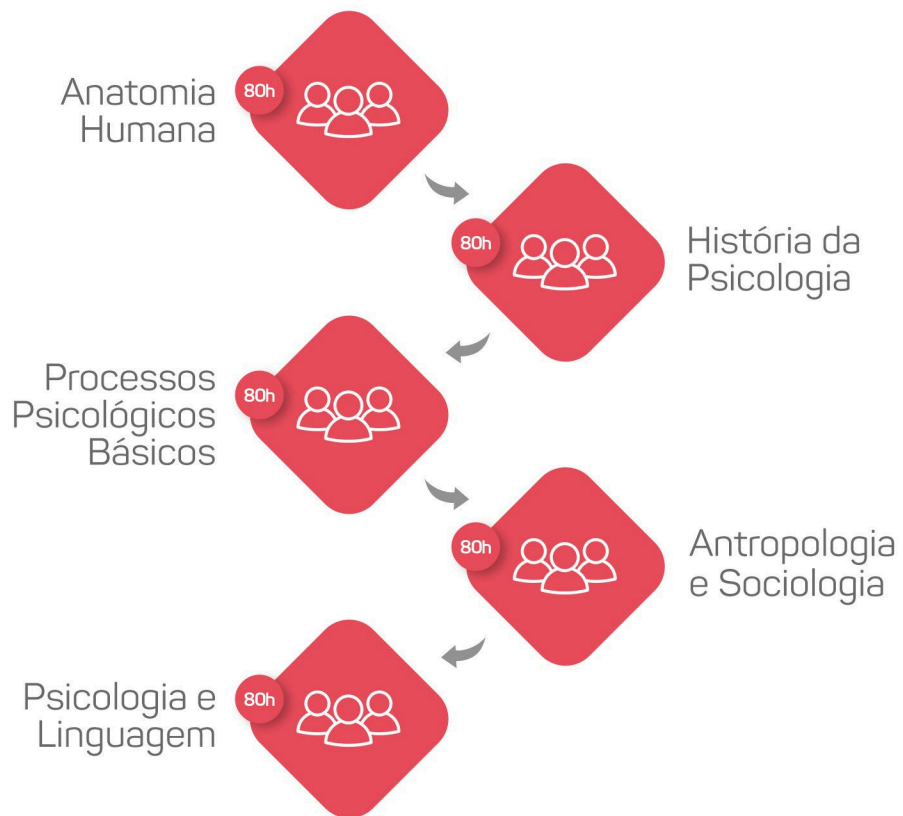 Anatomia
Humana
80h
80h
História da
Psicologia
Processos
Psicológicos
Básicos
80h
80h
Antropologia
e Sociologia
Psicologia e
Linguagem
80h